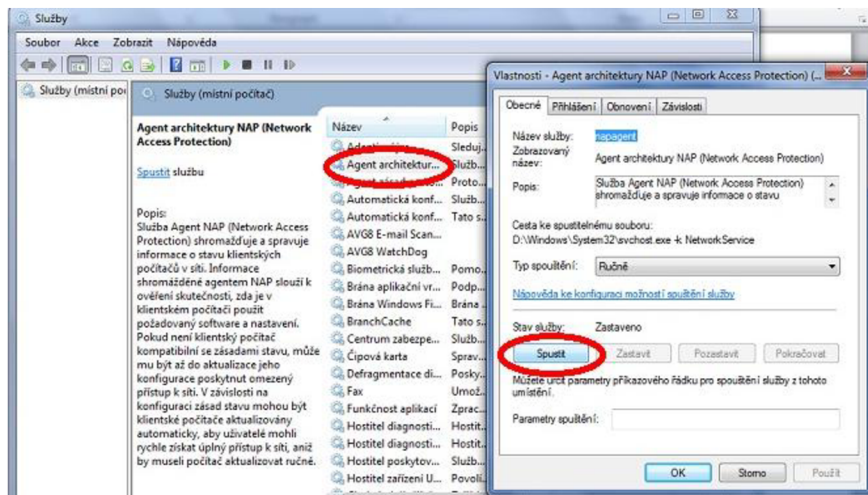 Služby
Soubor Akce Zobrazit Nápověda
Služby (místní poč
Služby (místní počítač)
Agent architektury NAP (Network
Access Protection)
Spustit službu
Popis:
Služba Agent NAP (Network Access
Protection) shromažďuje a spravuje
informace o stavu klientských
počítačů v síti. Informace
shromážděné agentem NAP slouží k
ověření skutečnosti, zda je v
klientském počítači použit
požadovaný software a nastavení.
Pokud není klientský počítač
kompatibilní se zásadami stavu, může
mu být až do aktualizace jeho
konfigurace poskytnut omezený
přístup k síti. V závislosti na
konfiguraci zásad stavu mohou být
klientské počítače aktualizovány
automaticky, aby uživatelé mohli
rychle získat úplný přístup k síti, aniž
by museli počítač aktualizovat ručně.
Název Popis
Sleduj...
Agent architektur... Služb...
Proto...
Automatická konf... Služb...
Automatická konf... Tato s...
AVG8 E-mail Scan...
AVG8 WatchDog
Biometrická služb... Pomo...
Brána aplikační vr... Podp...
Brána Windows Fi... Brána ...
BranchCache Tato s...
Centrum zabezpe... Služb...
Čipová karta Sprav...
Defragmentace di... Posky...
Fax Umož...
Funkčnost aplikací Zprac...
Hostitel diagnosti... Hostit...
Hostitel diagnosti... Hostit...
Hostitel poskytov... Služb...
Hostitel zařízení U... Povolí...
Vlastnosti - Agent architektury NAP (Network Access Protection) (...
Obecné Přihlášení Obnovení Závislosti
Název služby: napagent
Zobrazovaný
název: Agent architektury NAP (Network Access Protection)
Popis: Služba Agent NAP (Network Access Protection)
shromažďuje a spravuje informace o stavu
Cesta ke spustitelnému souboru:
D:\Windows\System32\svchost.exe -k NetworkService
Typ spouštění: Ručně
Nápověda ke konfiguraci možností spuštění služby
Stav služby: Zastaveno
Spustit Zastavit Pozastavit Pokračovat
Můžete určit parametry příkazového řádku pro spouštění služby z tohoto
umístění.
Parametry spuštění:
OK Storno Použít